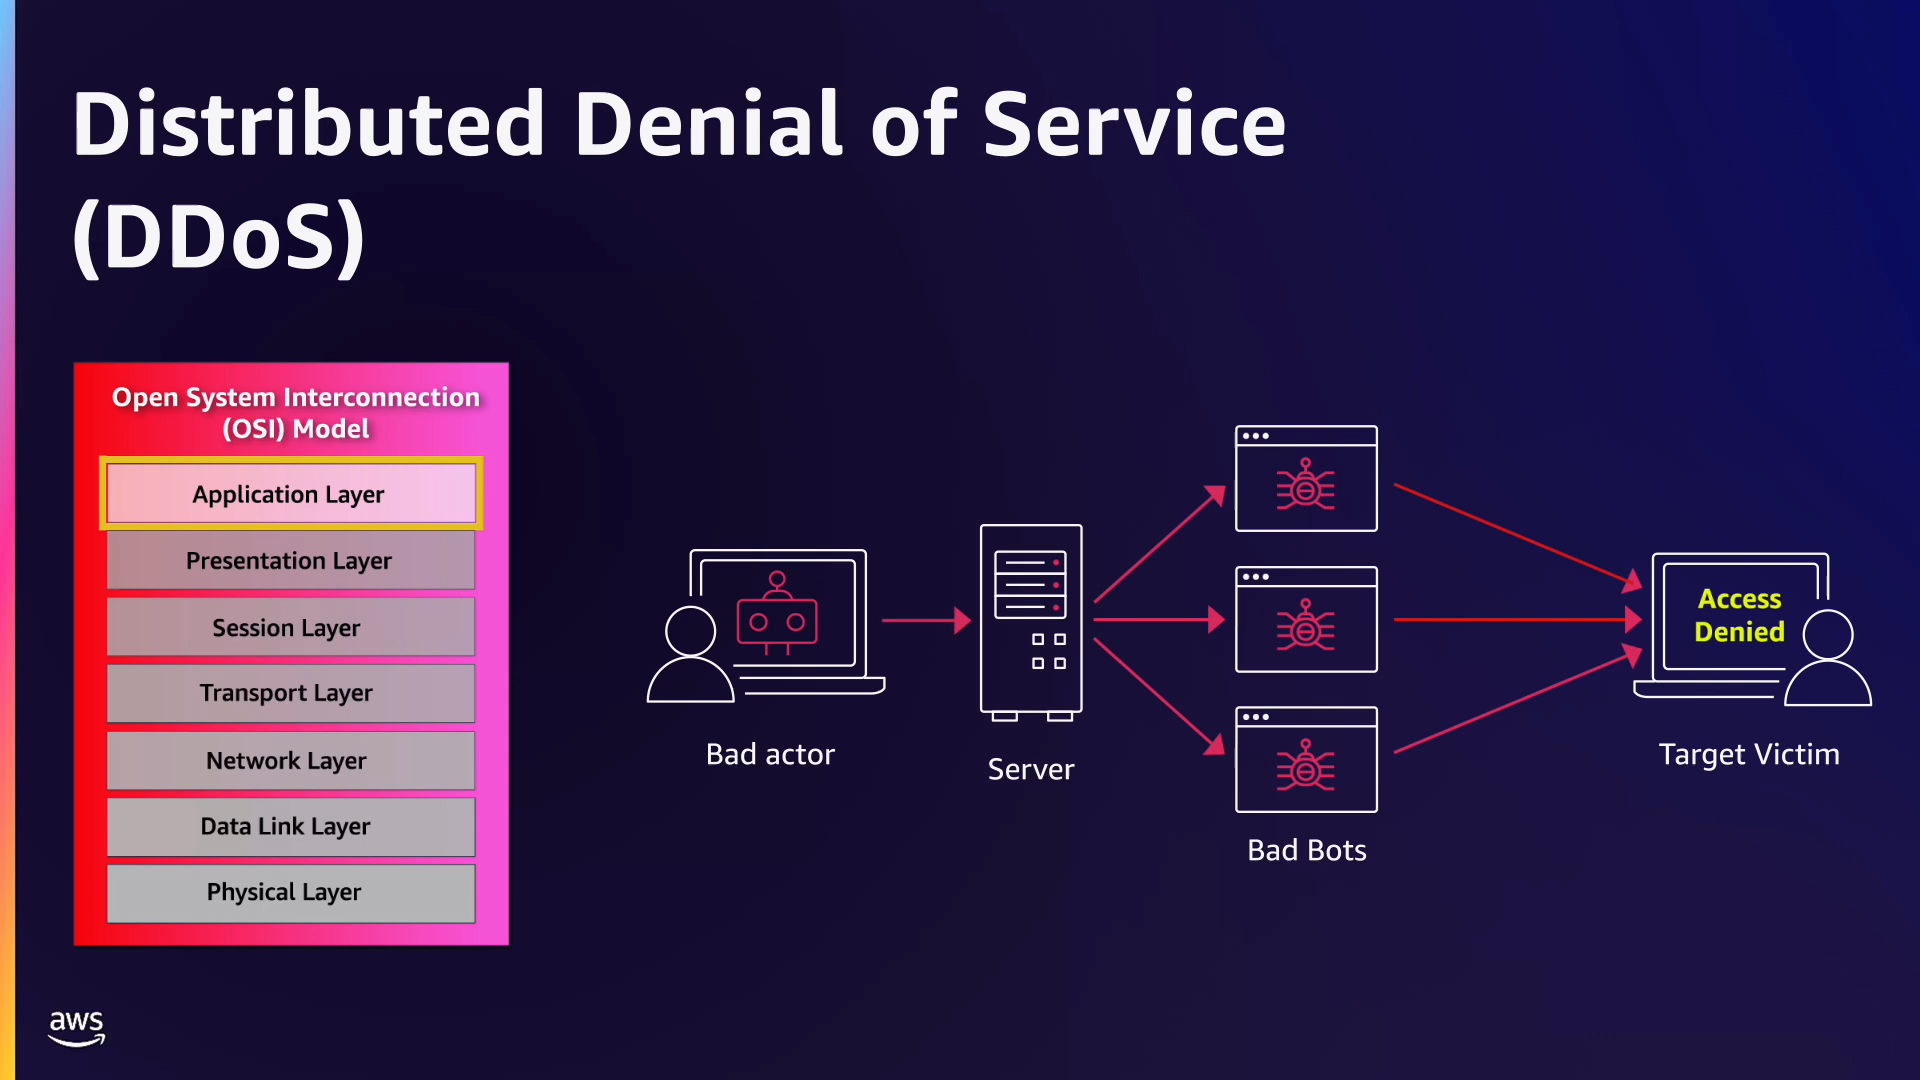 Distributed Denial of Service
(DDoS)
Open System Interconnection
(OSI) Model
Application Layer
Presentation Layer
Session Layer
Transport Layer
Network Layer
Data Link Layer
Physical Layer
Bad actor
Server
Bad Bots
Access
Denied
Target Victim
aws